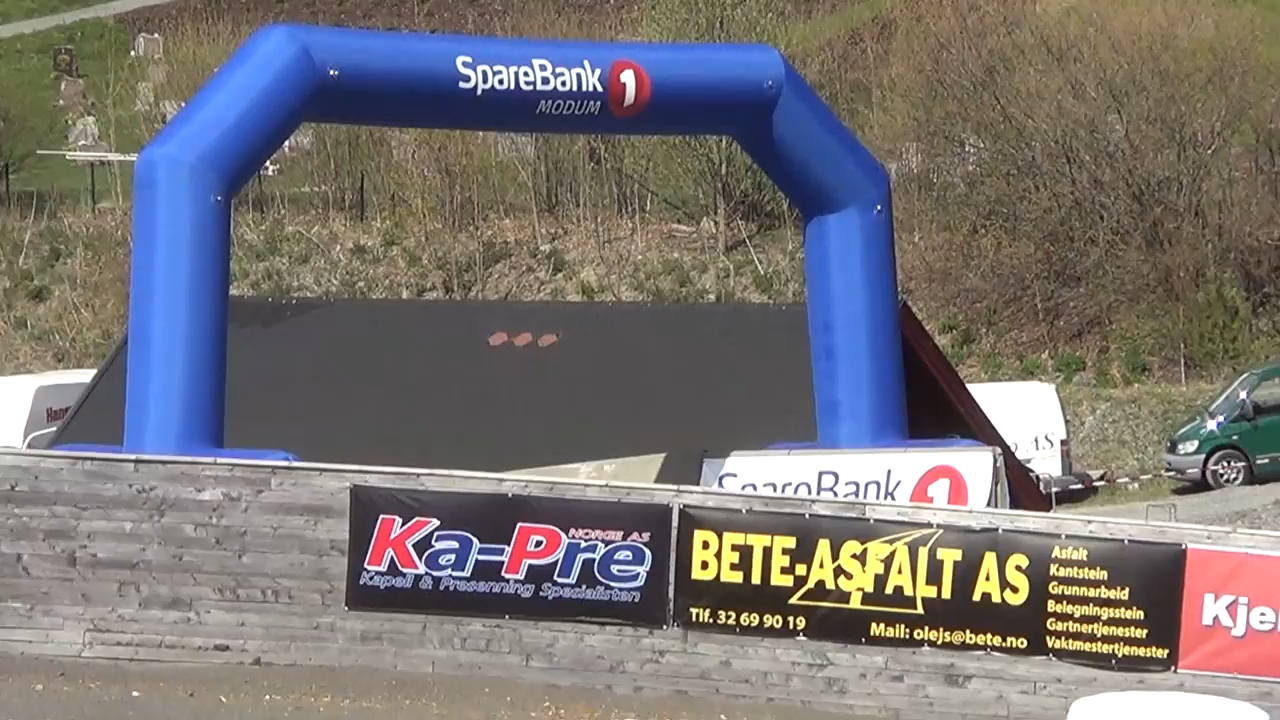 SpareBank 1
MODUM
SpareBank 1
AS
Ka-Pre
NORGE AS
Kapell & Presenning Spesialisten
BETE-ASFALT AS
Tlf. 32 69 90 19
Mail: olejs@bete.no
Asfalt
Kantstein
Grunnarbeid
Belegningsstein
Gartnertjenester
Vaktmestertjenester
Kje